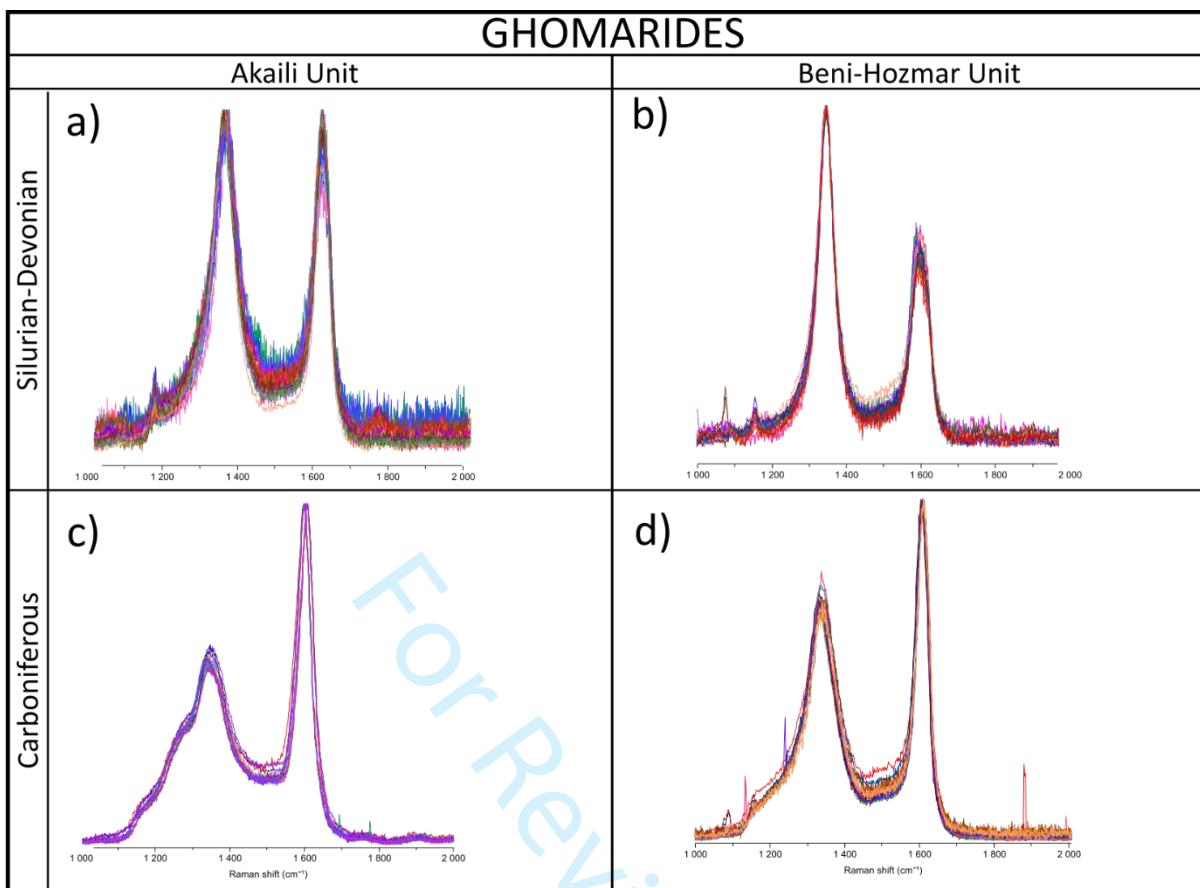 GHOMARIDES
Akaili Unit
Beni-Hozmar Unit
Silurian-Devonian
a)
1 000 1 200 1 400 1 600 1 800 2 000
b)
1 000 1 200 1 400 1 600 1 800 2 000
Carboniferous
c)
1 000 1 200 1 400 1 600 1 800 2 000
Raman shift (cm⁻¹)
d)
1 000 1 200 1 400 1 600 1 800 2 000
Raman shift (cm⁻¹)
For Revi